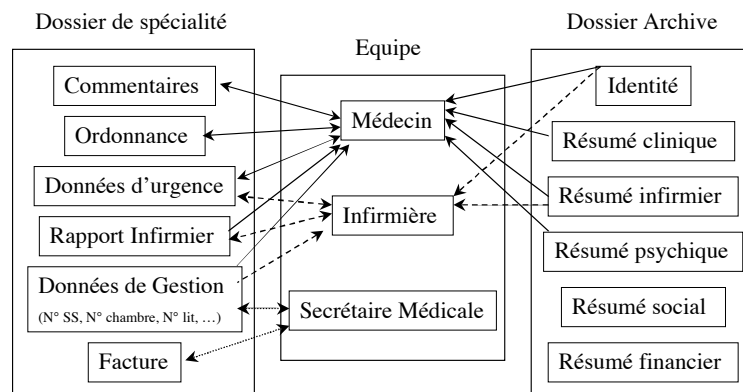 Dossier de spécialité
Commentaires
Ordonnance
Données d’urgence
Rapport Infirmier
Données de Gestion
(N° SS, N° chambre, N° lit, …)
Facture
Equipe
Médecin
Infirmière
Secrétaire Médicale
Dossier Archive
Identité
Résumé clinique
Résumé infirmier
Résumé psychique
Résumé social
Résumé financier